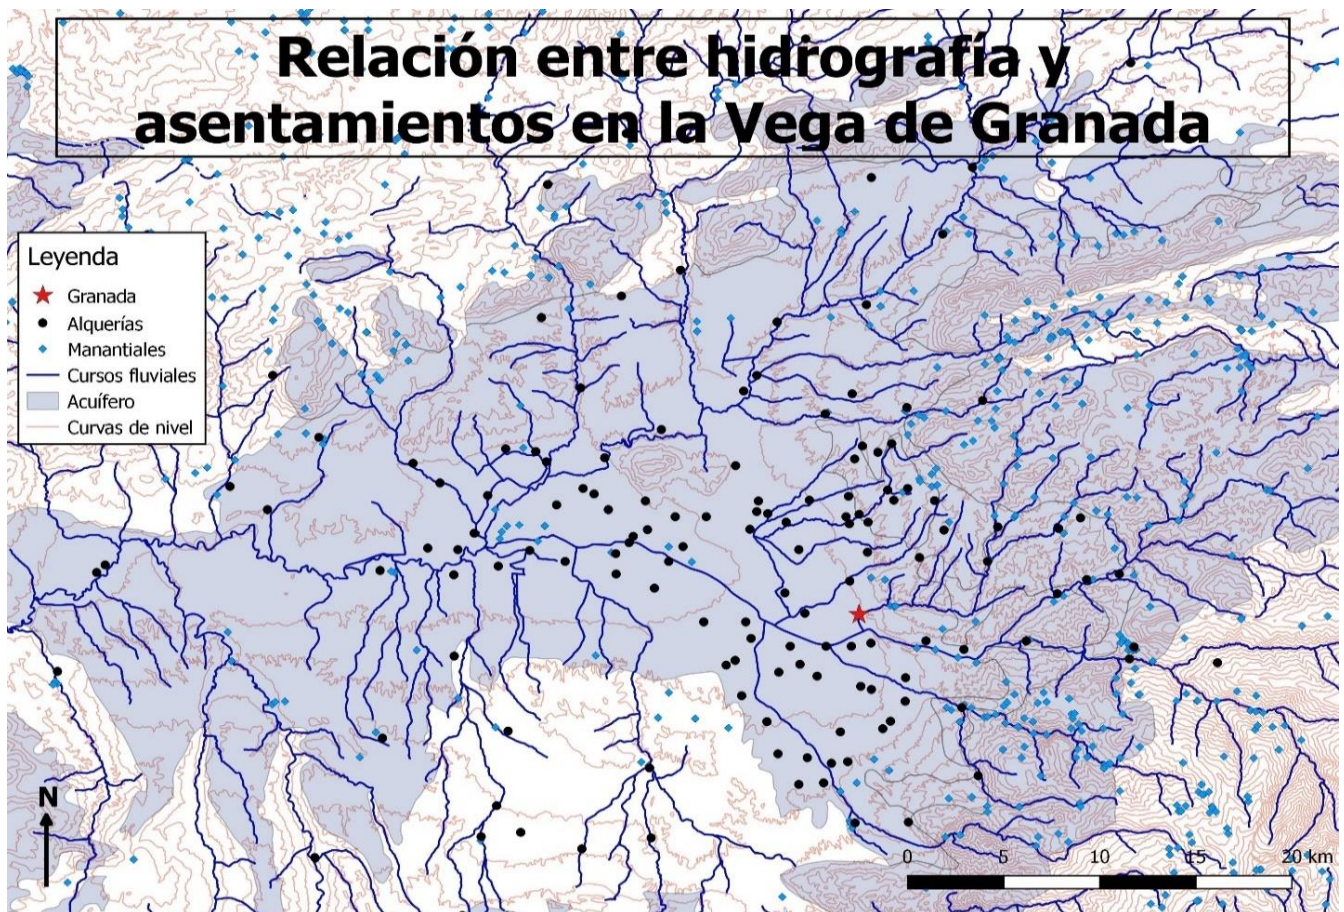 Relación entre hidrografía y
asentamientos en la Vega de Granada
Leyenda
Granada
Alquerías
Manantiales
Cursos fluviales
Acuífero
Curvas de nivel
N
0 5 10 15 20 km